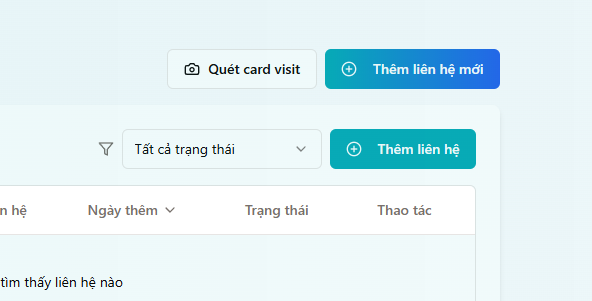 Quét card visit
Thêm liên hệ mới
Tất cả trạng thái
Thêm liên hệ
n hệ
Ngày thêm
Trạng thái
Thao tác
tìm thấy liên hệ nào